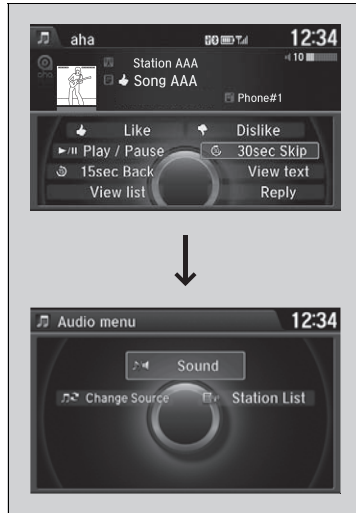 aha 12:34
10
aha
Station AAA
Song AAA
Phone#1
Like Dislike
Play / Pause 30sec Skip
15sec Back View text
View list Reply
Audio menu 12:34
Sound
Change Source Station List